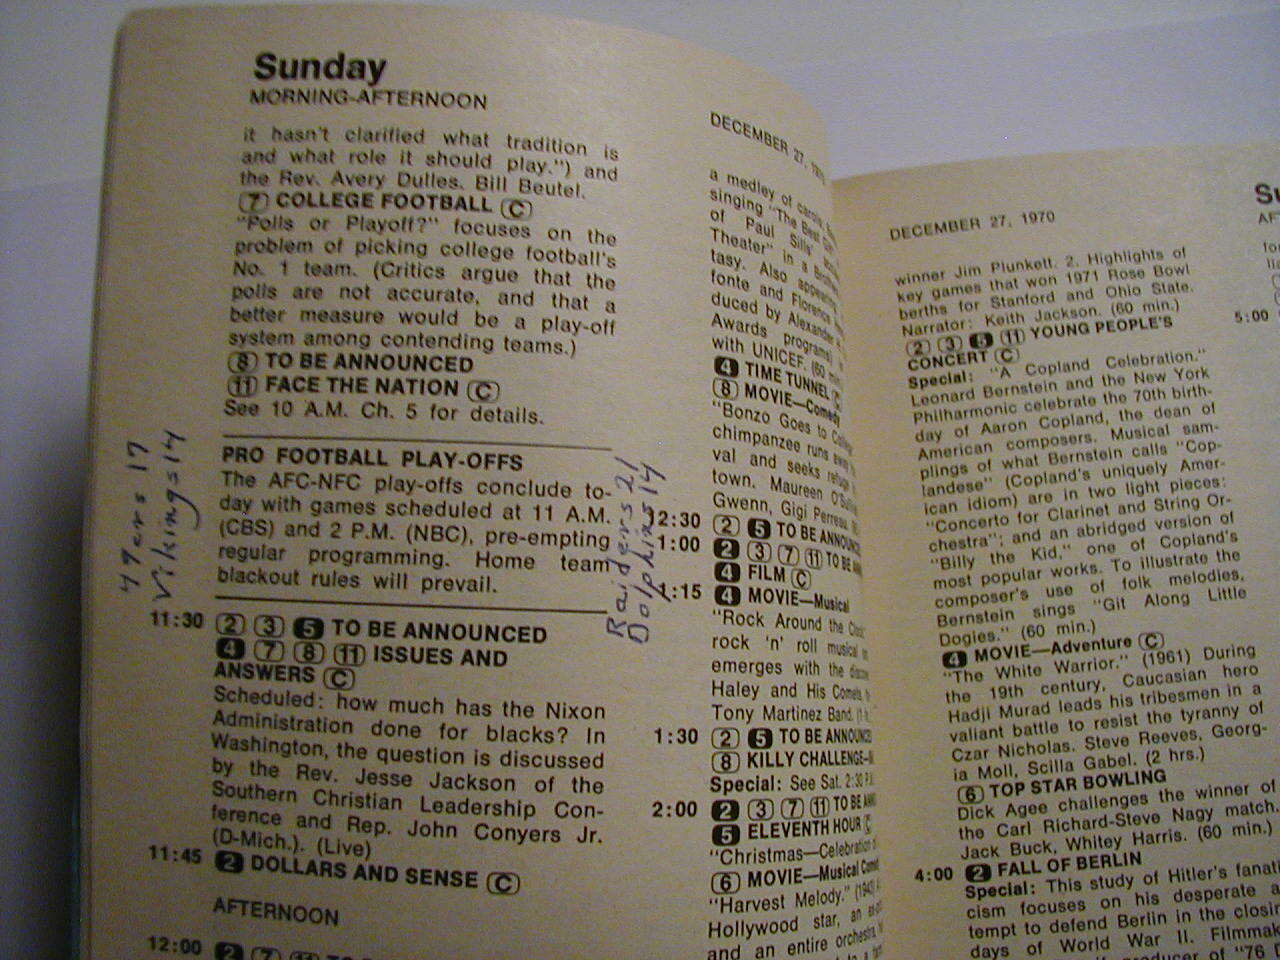 Sunday
MORNING-AFTERNOON
it hasn't clarified what tradition is
and what role it should play.") and
the Rev. Avery Dulles. Bill Beutel.
7 COLLEGE FOOTBALL C
"Polls or Playoff?" focuses on the
problem of picking college football's
No. 1 team. (Critics argue that the
polls are not accurate, and that a
better measure would be a play-off
system among contending teams.)
8 TO BE ANNOUNCED
11 FACE THE NATION C
See 10 A.M. Ch. 5 for details.
49ers 17
Vikings 14
PRO FOOTBALL PLAY-OFFS
The AFC-NFC play-offs conclude to-
day with games scheduled at 11 A.M.
(CBS) and 2 P.M. (NBC), pre-empting
regular programming. Home team
blackout rules will prevail.
Raiders 21
Dolphins 14
11:30 2 3 5 TO BE ANNOUNCED
4 7 8 11 ISSUES AND
ANSWERS C
Scheduled: how much has the Nixon
Administration done for blacks? In
Washington, the question is discussed
by the Rev. Jesse Jackson of the
Southern Christian Leadership Con-
ference and Rep. John Conyers Jr.
(D-Mich.). (Live)
11:45 2 DOLLARS AND SENSE C
AFTERNOON
12:00 2 7 11
DECEMBER 27,
a medley of carols,
singing "The Best
of Paul Sills'
Theater" in a
tasy. Also appearing
fonte and Florence
duced by Alexander
Awards programs)
with UNICEF. (60
4 TIME TUNNEL C
8 MOVIE—Comedy
"Bonzo Goes to College
chimpanzee runs away
val and seeks refuge
town. Maureen
Gwenn, Gigi Perreau.
12:30 2 5 TO BE ANNOUNCED
1:00 2 3 7 11 TO BE
4 FILM C
1:15 4 MOVIE—Musical
"Rock Around the
rock 'n' roll musical
emerges with the
Haley and His Comets,
Tony Martinez Band.
1:30 2 5 TO BE ANNOUNCED
8 KILLY CHALLENGE—
Special: See Sat. 2:30 P.M.
2:00 2 3 7 11 TO BE
5 ELEVENTH HOUR C
"Christmas—Celebration
6 MOVIE—Musical
"Harvest Melody."
Hollywood star, an
and an entire orchestra,
DECEMBER 27, 1970
winner Jim Plunkett. 2. Highlights of
key games that won 1971 Rose Bowl
berths for Stanford and Ohio State.
Narrator: Keith Jackson. (60 min.)
2 3 5 11 YOUNG PEOPLE'S
CONCERT C
Special: "A Copland Celebration."
Leonard Bernstein and the New York
Philharmonic celebrate the 70th birth-
day of Aaron Copland, the dean of
American composers. Musical sam-
plings of what Bernstein calls "Cop-
landese" (Copland's uniquely Amer-
ican idiom) are in two light pieces:
"Concerto for Clarinet and String Or-
chestra"; and an abridged version of
"Billy the Kid," one of Copland's
most popular works. To illustrate the
composer's use of folk melodies,
Bernstein sings "Git Along Little
Dogies." (60 min.)
4 MOVIE—Adventure C
"The White Warrior." (1961) During
the 19th century, Caucasian hero
Hadji Murad leads his tribesmen in a
valiant battle to resist the tyranny of
Czar Nicholas. Steve Reeves, Georg-
ia Moll, Scilla Gabel. (2 hrs.)
6 TOP STAR BOWLING
Dick Agee challenges the winner of
the Carl Richard-Steve Nagy match.
Jack Buck, Whitey Harris. (60 min.)
4:00 2 FALL OF BERLIN
Special: This study of Hitler's fanati-
cism focuses on his desperate
tempt to defend Berlin in the closing
days of World War II.
producer of "76
5:00